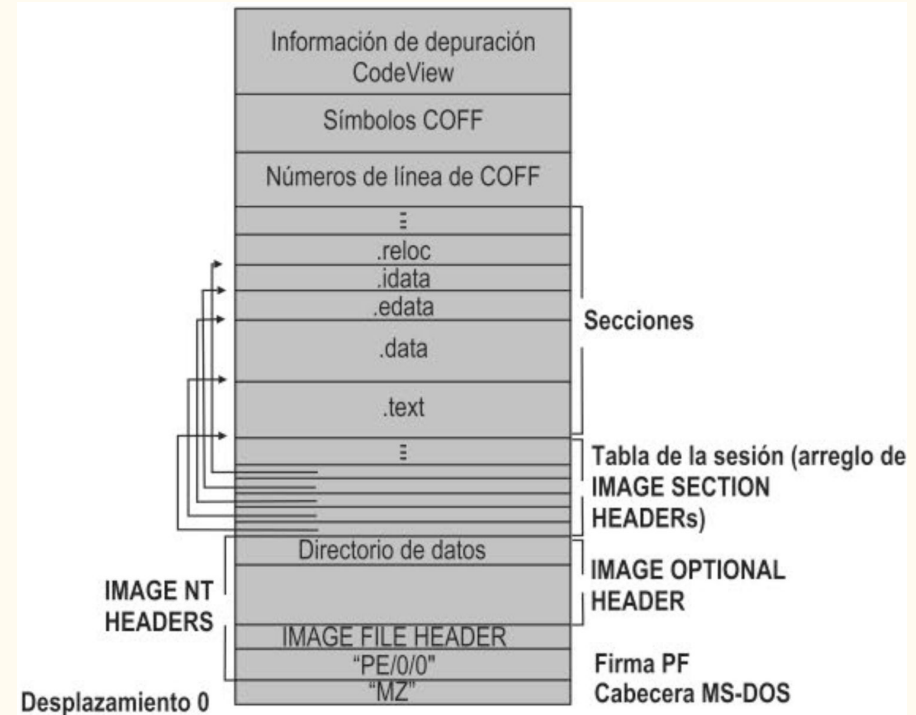 Información de depuración
CodeView
Símbolos COFF
Números de línea de COFF
.reloc
.idata
.edata
.data
.text
Secciones
Tabla de la sesión (arreglo de
IMAGE SECTION
HEADERs)
Directorio de datos
IMAGE OPTIONAL
HEADER
IMAGE NT
HEADERS
IMAGE FILE HEADER
“PE/0/0"
Firma PF
“MZ”
Cabecera MS-DOS
Desplazamiento 0